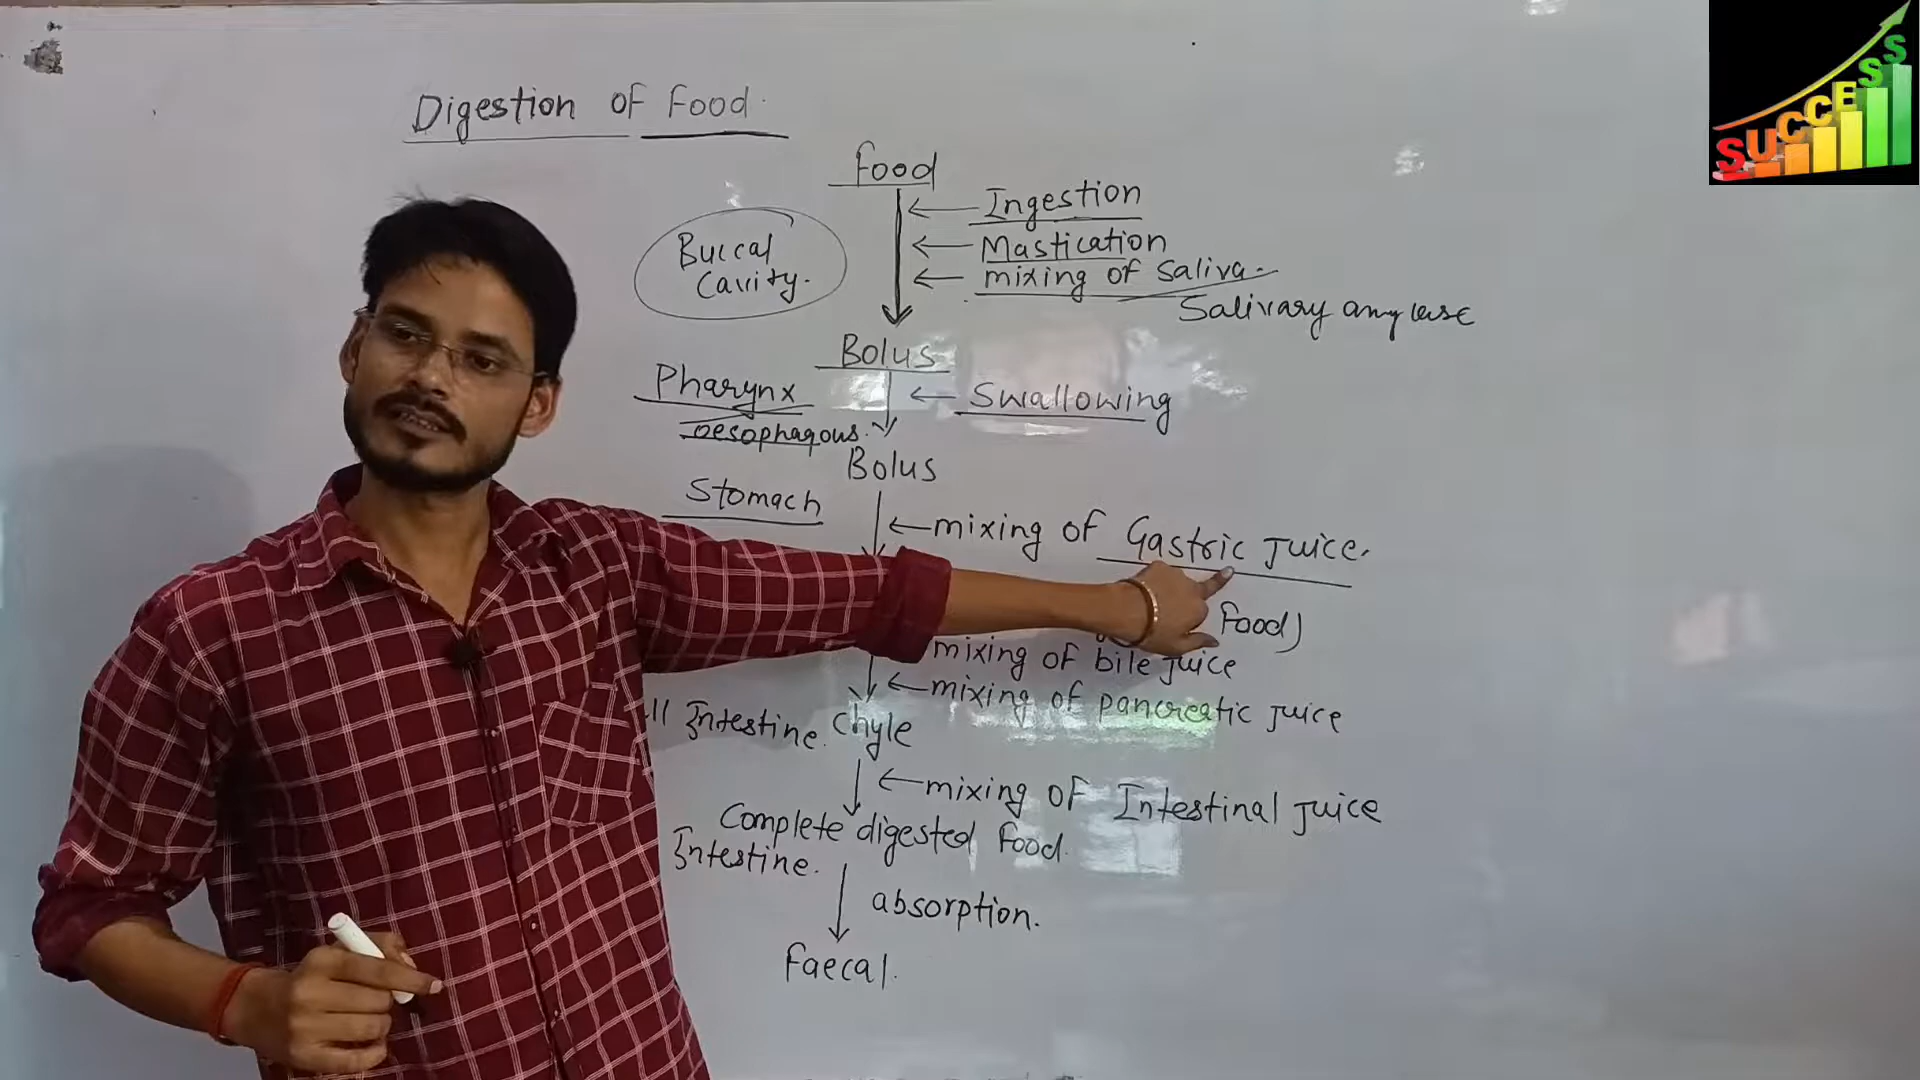 Digestion of Food.
Food
Ingestion
Mastication
mixing of Saliva.
Salivary amylase
Buccal
Cavity.
Bolus
Pharynx
Swallowing
oesophagous.
Bolus
Stomach
mixing of Gastric Juice.
Food)
mixing of bile juice
mixing of pancreatic juice
ll Intestine. Chyle
mixing of Intestinal Juice
Complete digested Food.
Intestine.
absorption.
Faecal.
SUCCESS